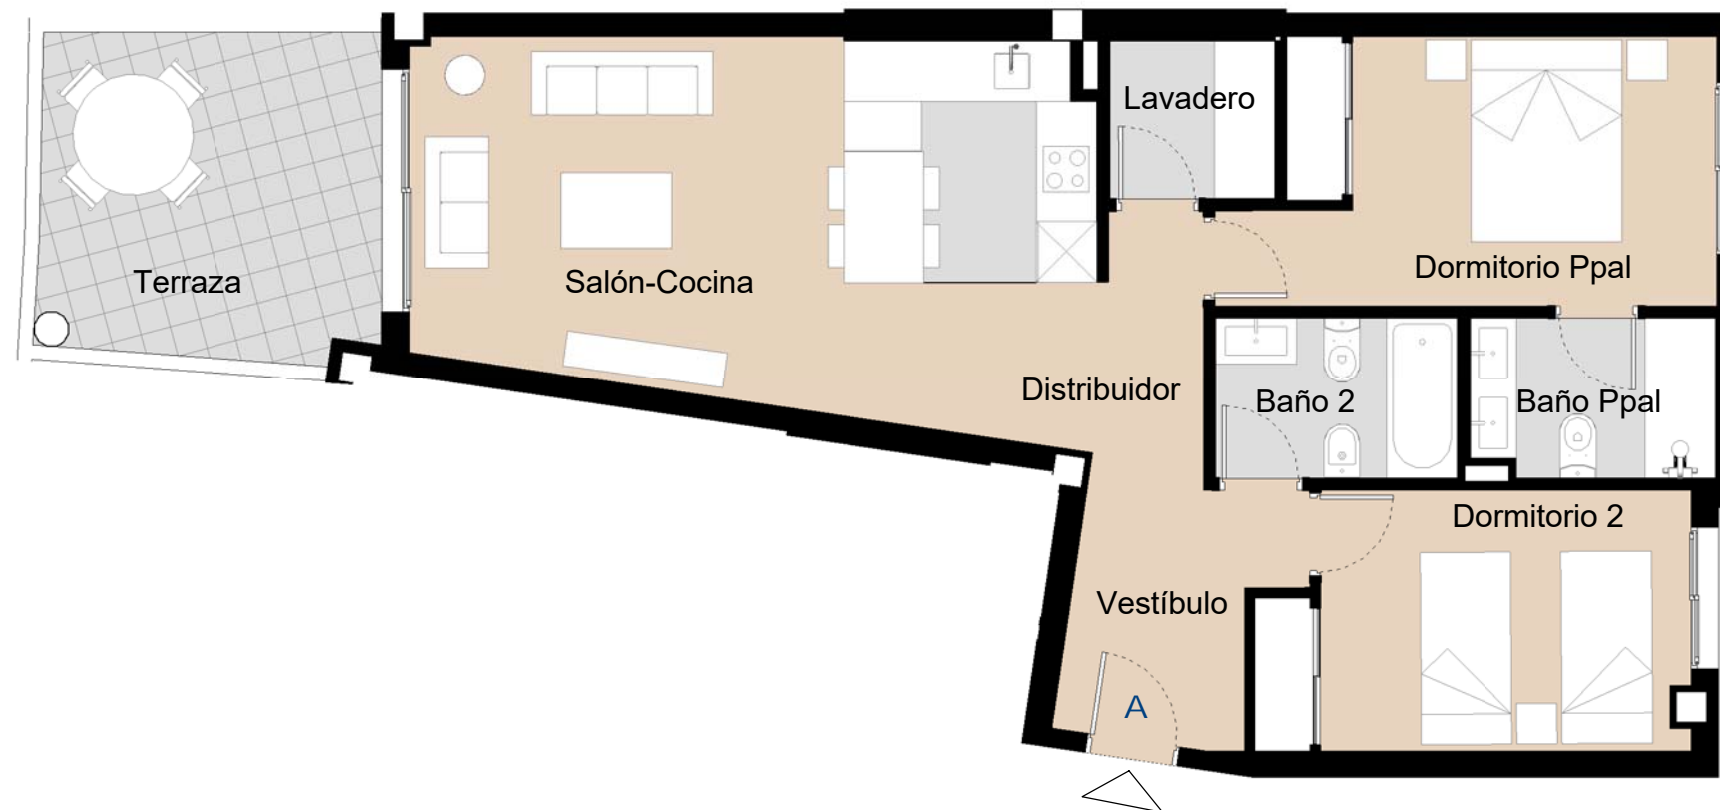 Lavadero
Terraza
Salón-Cocina
Dormitorio Ppal
Distribuidor
Baño 2
Baño Ppal
Dormitorio 2
Vestíbulo
A